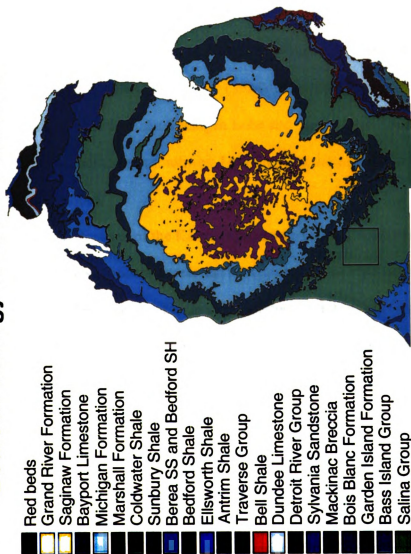 Red beds
Grand River Formation
Saginaw Formation
Bayport Limestone
Michigan Formation
Marshall Formation
Coldwater Shale
Sunbury Shale
Berea SS and Bedford SH
Bedford Shale
Ellsworth Shale
Antrim Shale
Traverse Group
Bell Shale
Dundee Limestone
Detroit River Group
Sylvania Sandstone
Mackinac Breccia
Bois Blanc Formation
Garden Island Formation
Bass Island Group
Salina Group